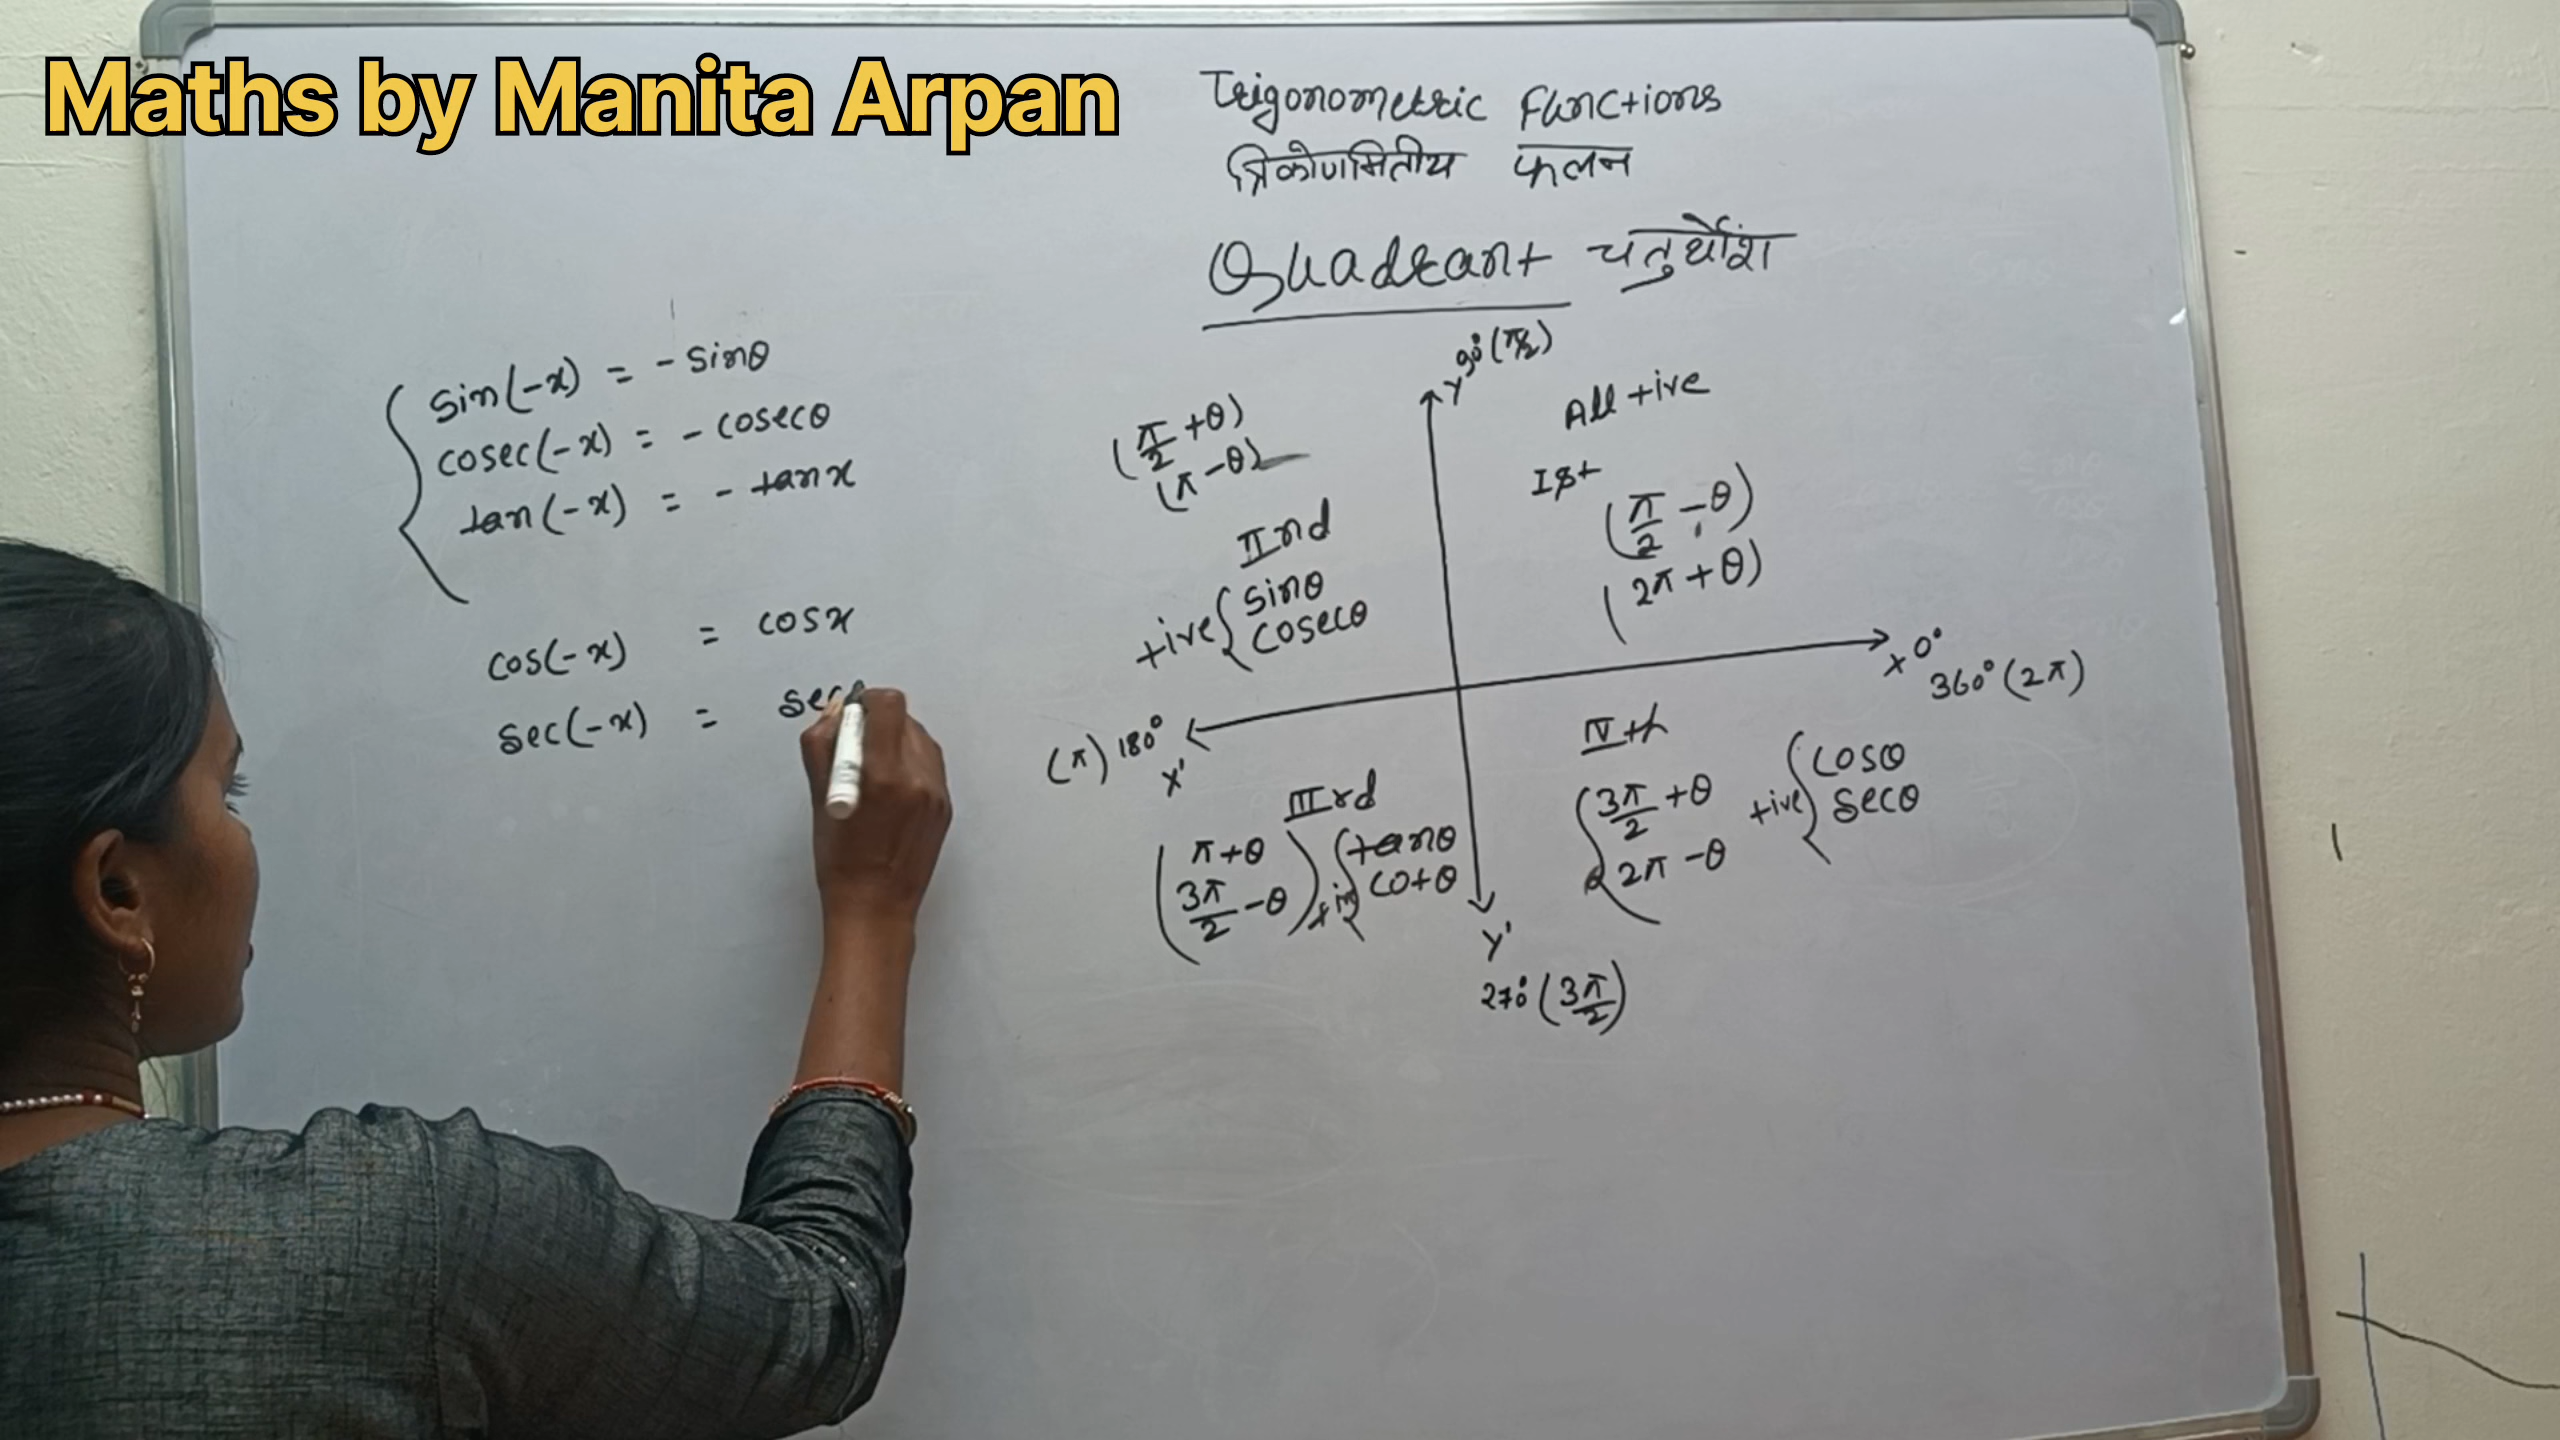 Maths by Manita Arpan
Trigonometric Functions
त्रिकोणमितीय फलन
Quadrant चतुर्थांश
sin(-x) = - sinθ
cosec(-x) = - cosecθ
tan(-x) = - tanx
cos(-x) = cosx
sec(-x) = sec
90° (π/2)
Y
(π/2 +θ)
(π -θ)
IInd
+ive { sinθ
cosecθ
All +ive
Ist
(π/2 -θ)
(2π +θ)
X 0°
360° (2π)
(π) 180°
X'
IIIrd
π+θ
3π/2 -θ
+iv { tanθ
cotθ
IVth
3π/2 +θ
2π -θ
+ive { cosθ
secθ
Y'
270° (3π/2)